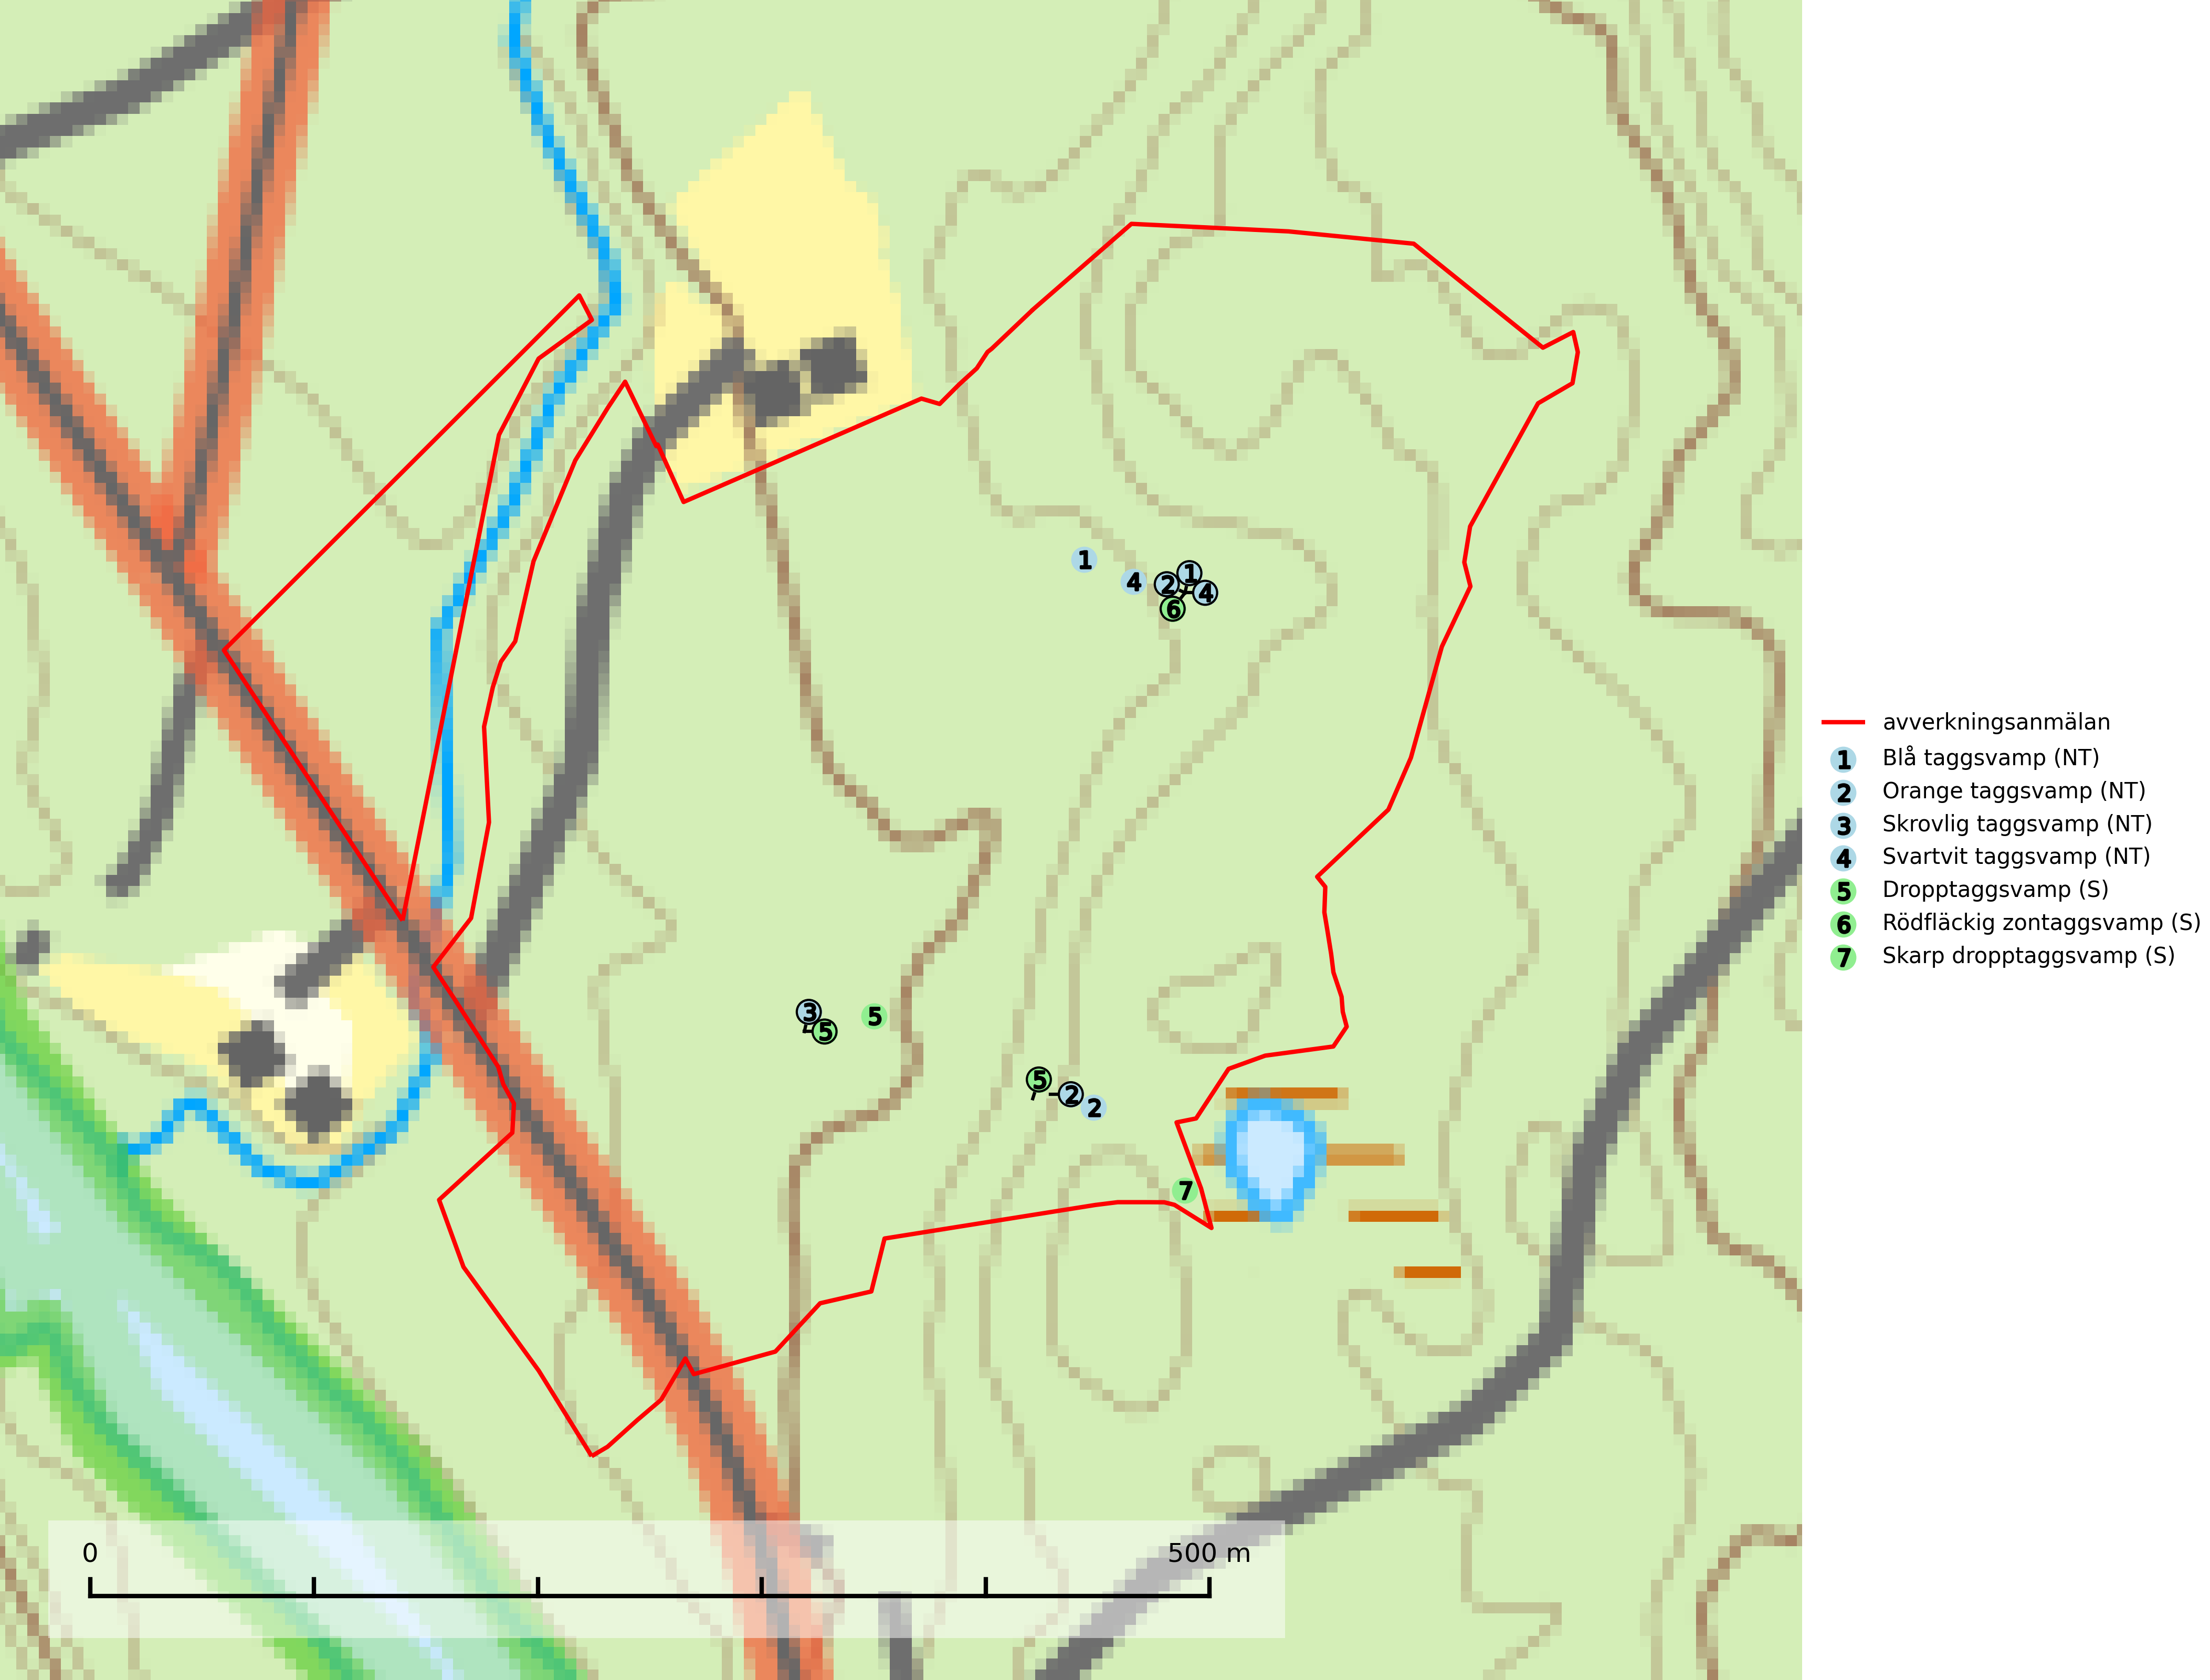 1
4
2
1
4
6
3
5
5
5
2
2
7
0 500 m
avverkningsanmälan
1 Blå taggsvamp (NT)
2 Orange taggsvamp (NT)
3 Skrovlig taggsvamp (NT)
4 Svartvit taggsvamp (NT)
5 Dropptaggsvamp (S)
6 Rödfläckig zontaggsvamp (S)
7 Skarp dropptaggsvamp (S)